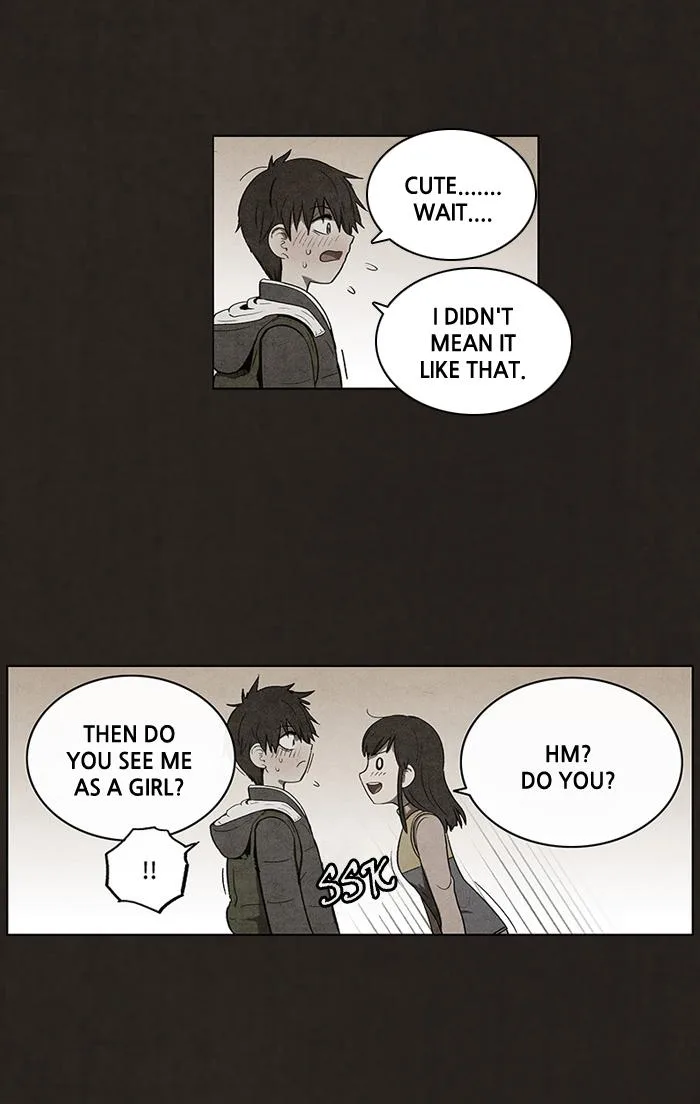 CUTE.......
WAIT....
I DIDN'T
MEAN IT
LIKE THAT.
THEN DO
YOU SEE ME
AS A GIRL?
!!
HM?
DO YOU?
SSK